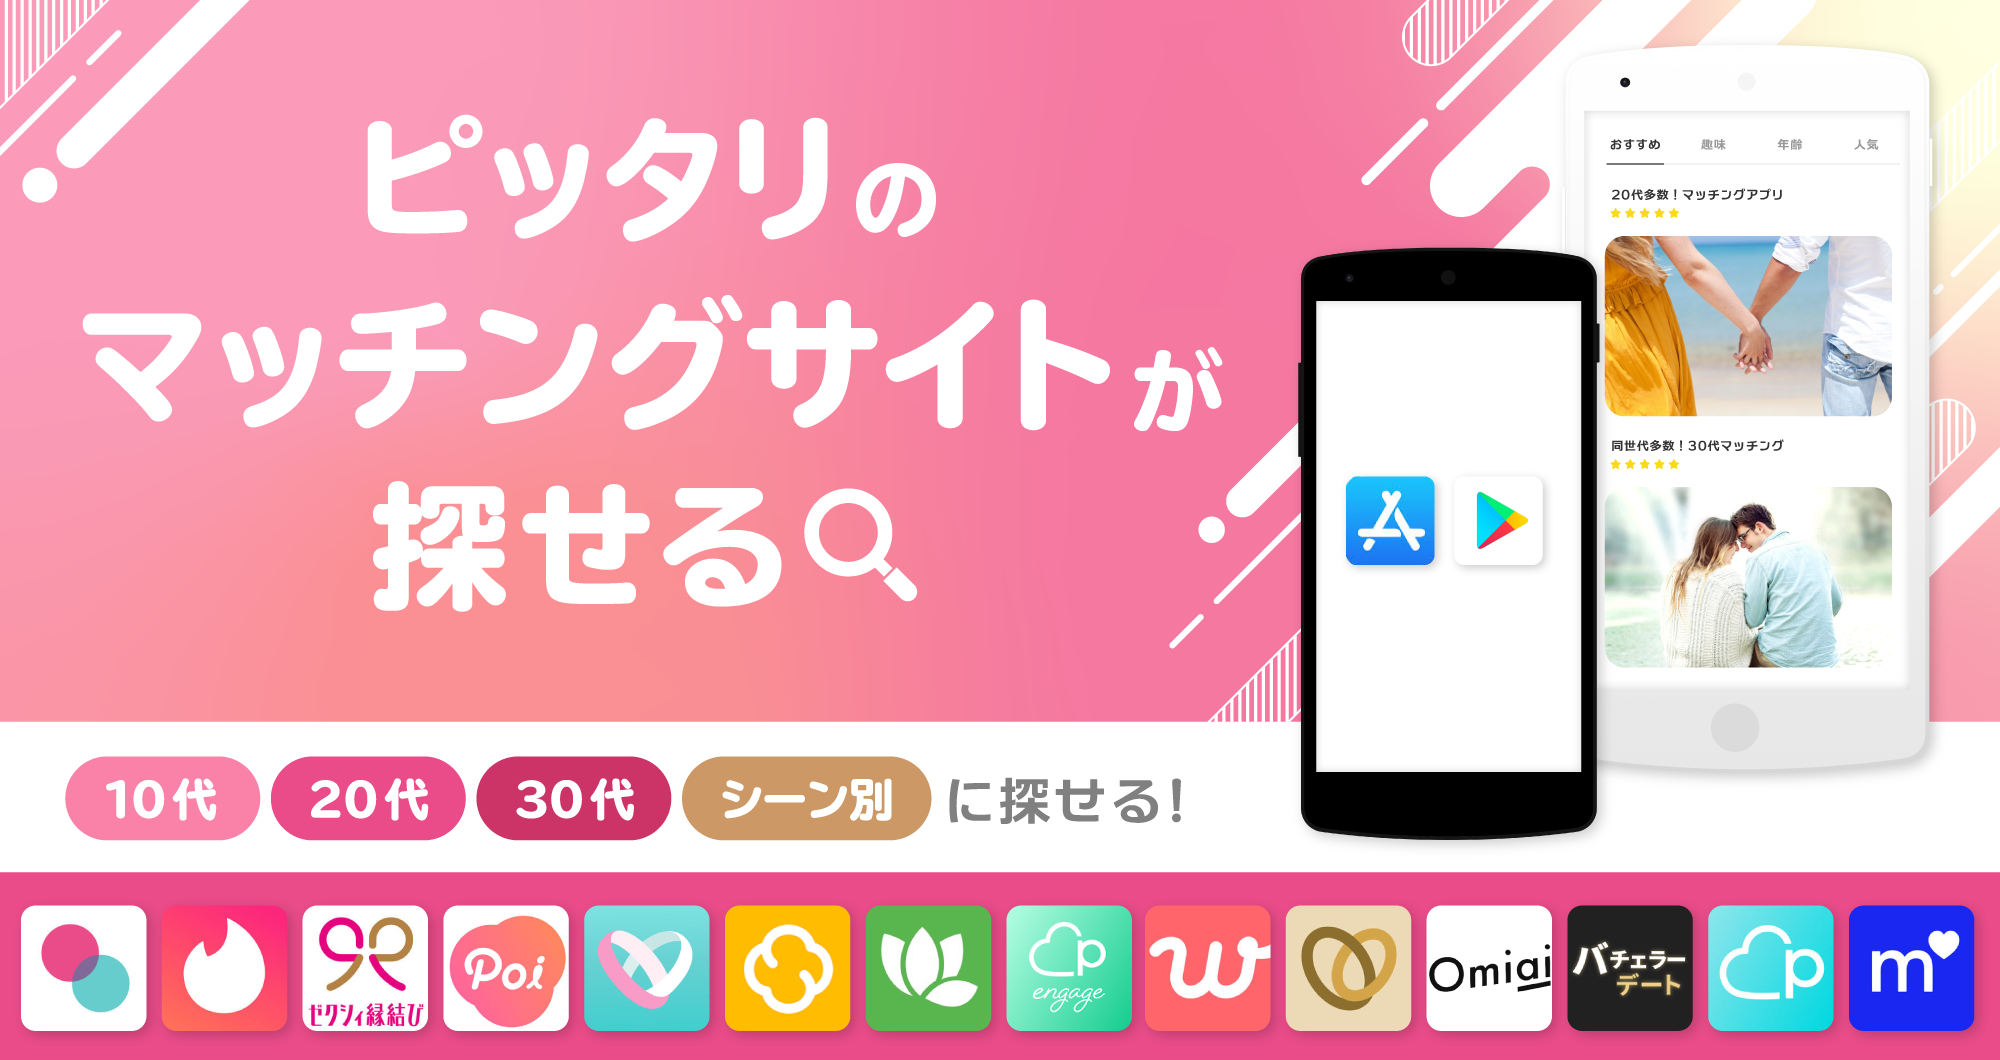 ピッタリの
マッチングサイトが
探せる
おすすめ 趣味 年齢 人気
20代多数！マッチングアプリ
同世代多数！30代マッチング
10代 20代 30代 シーン別 に探せる！
ゼクシィ縁結び
Poi
p
engage
w
Omiai
バチェラー
デート
p
m